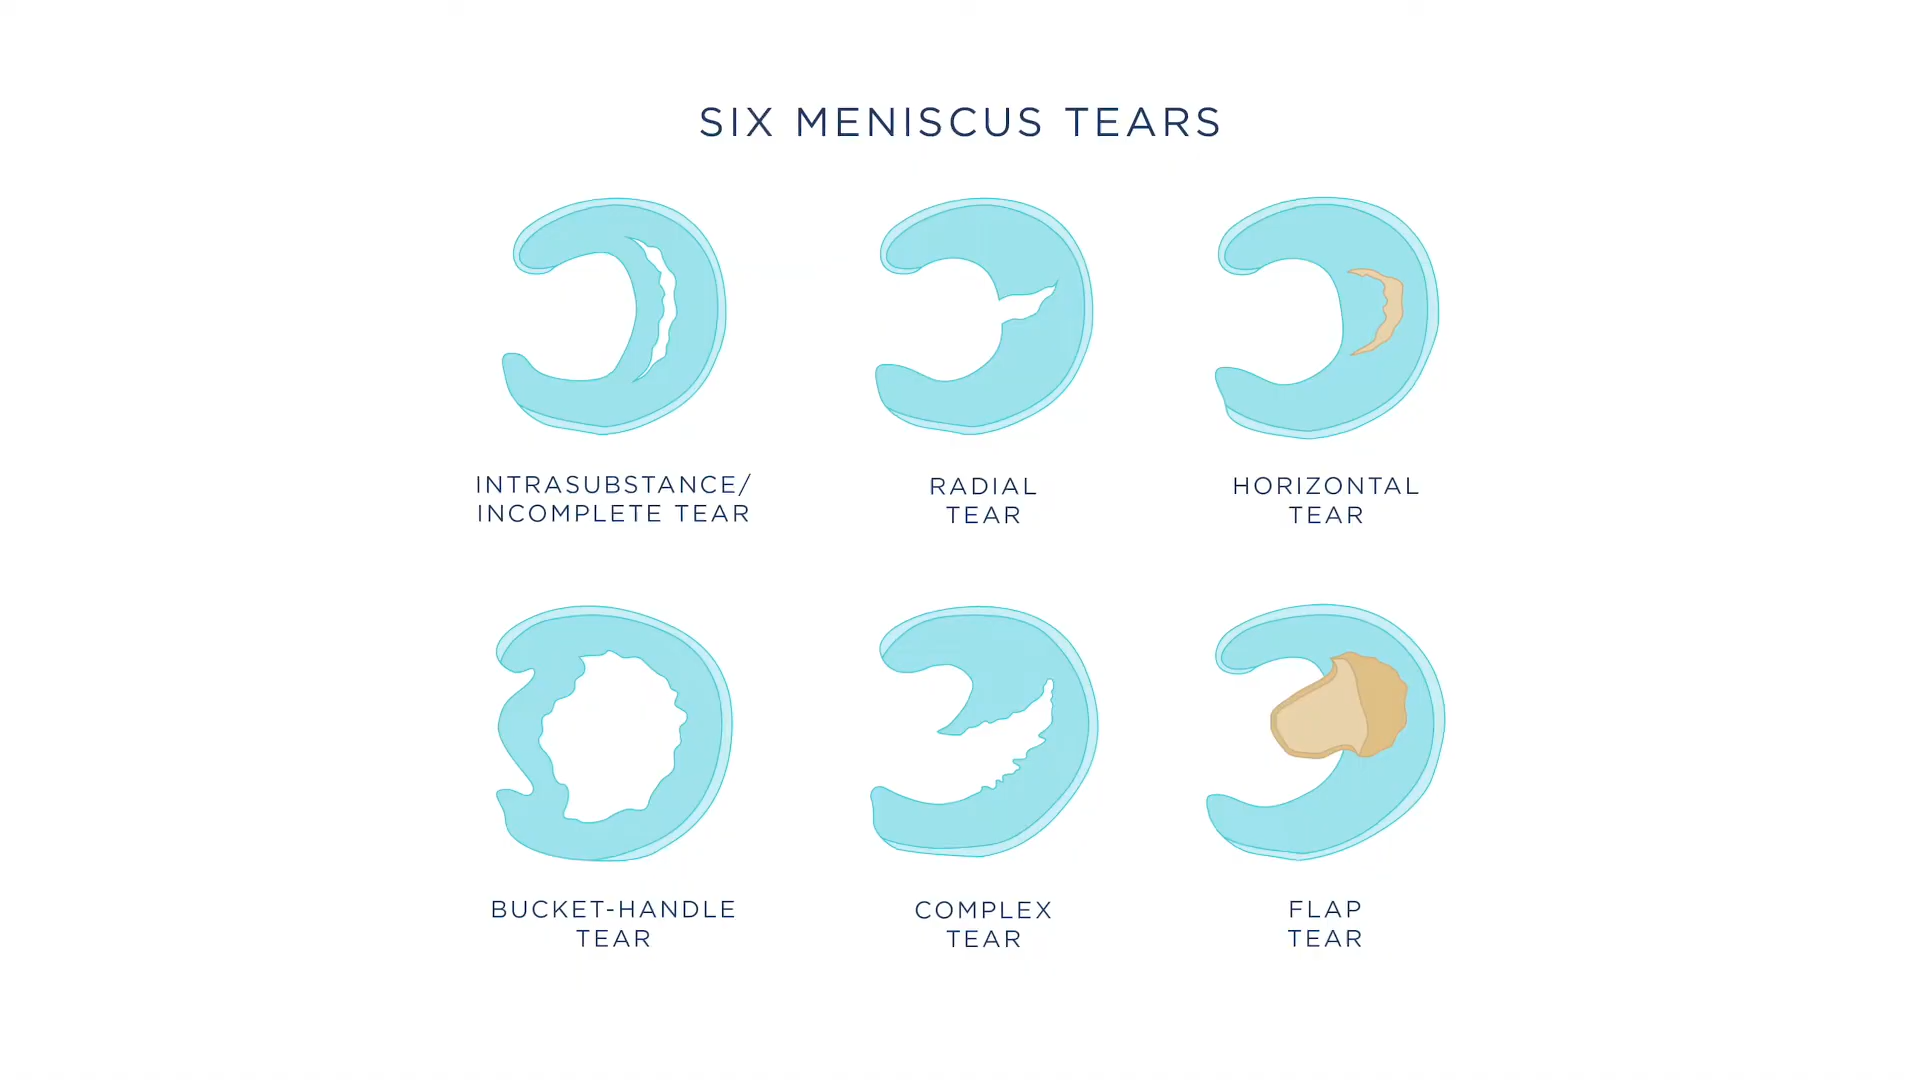 SIX MENISCUS TEARS
INTRASUBSTANCE/
INCOMPLETE TEAR
RADIAL
TEAR
HORIZONTAL
TEAR
BUCKET-HANDLE
TEAR
COMPLEX
TEAR
FLAP
TEAR